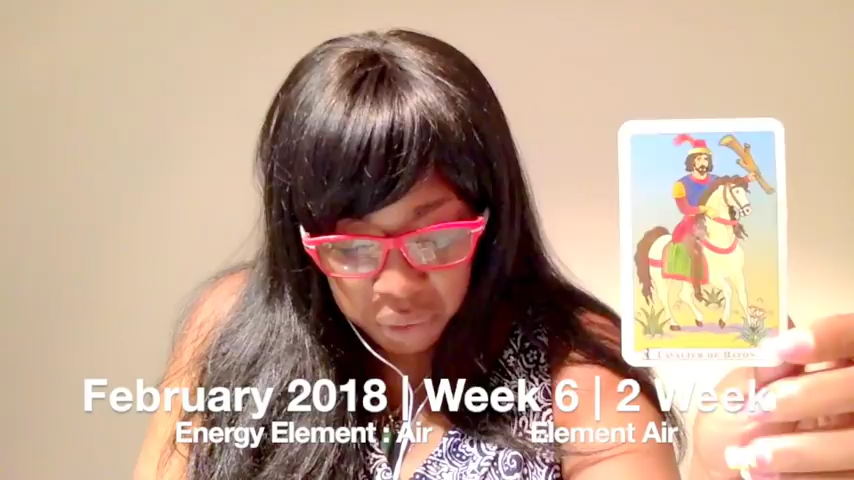 CAVALIER DE BATON
February 2018 | Week 6 | 2 Week
Energy Element : Air Element Air